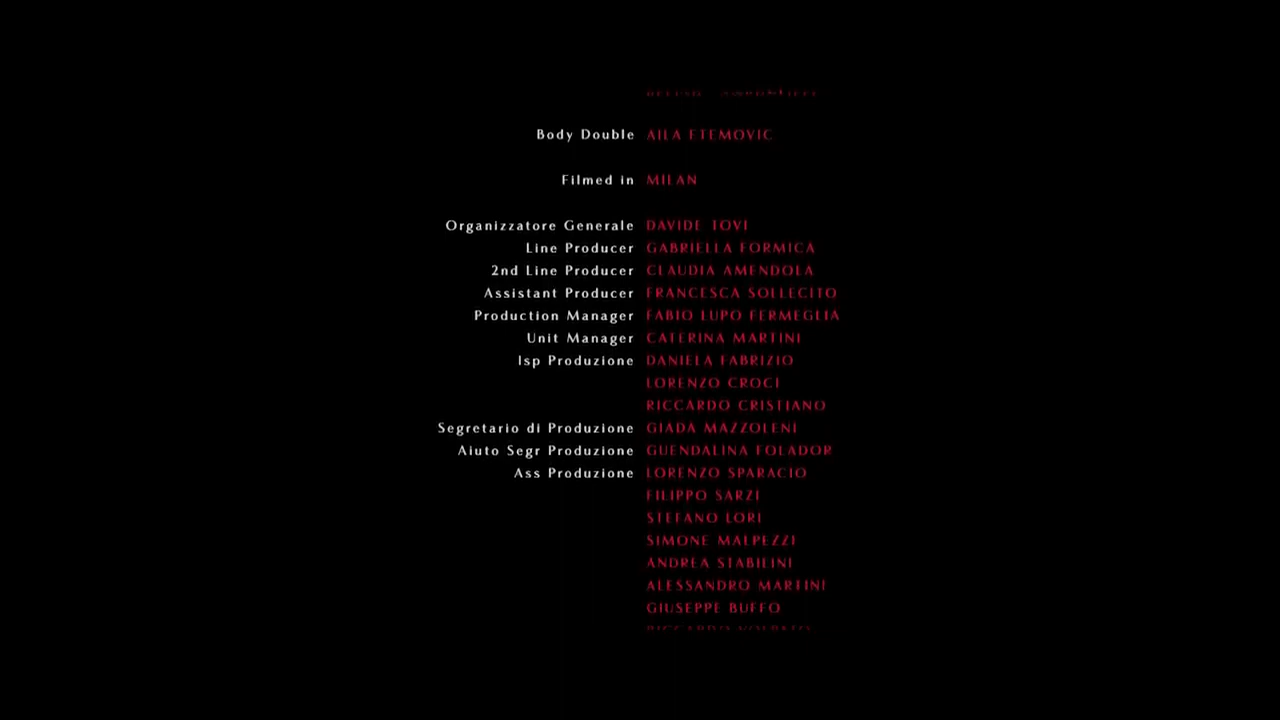 Body Double AILA ETEMOVIC
Filmed in MILAN
Organizzatore Generale DAVIDE TOVI
Line Producer GABRIELLA FORMICA
2nd Line Producer CLAUDIA AMENDOLA
Assistant Producer FRANCESCA SOLLECITO
Production Manager FABIO LUPO FERMEGLIA
Unit Manager CATERINA MARTINI
Isp Produzione DANIELA FABRIZIO
LORENZO CROCI
RICCARDO CRISTIANO
Segretario di Produzione GIADA MAZZOLENI
Aiuto Segr Produzione GUENDALINA FOLADOR
Ass Produzione LORENZO SPARACIO
FILIPPO SARZI
STEFANO LORI
SIMONE MALPEZZI
ANDREA STABILINI
ALESSANDRO MARTINI
GIUSEPPE BUFFO